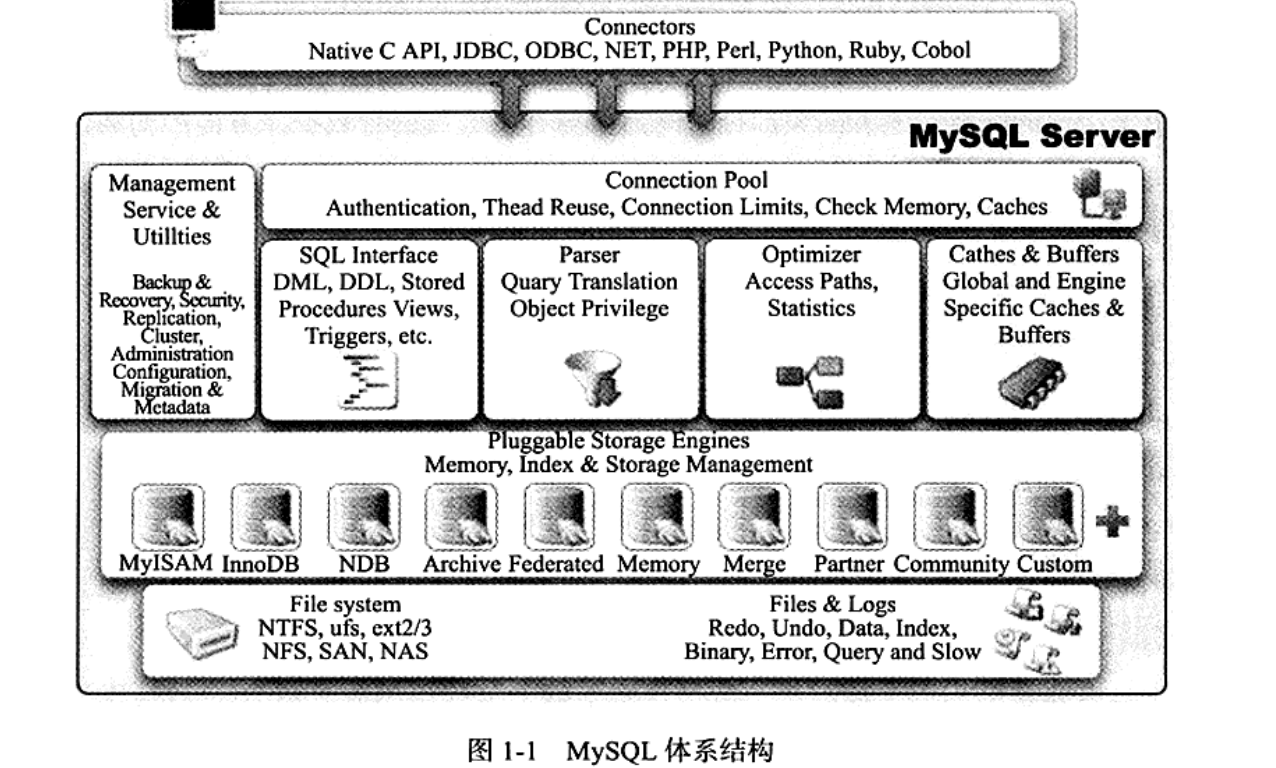 Connectors
Native C API, JDBC, ODBC, NET, PHP, Perl, Python, Ruby, Cobol
MySQL Server
Management
Service &
Utillties
Backup &
Recovery, Security,
Replication,
Cluster,
Administration
Configuration,
Migration &
Metadata
Connection Pool
Authentication, Thead Reuse, Connection Limits, Check Memory, Caches
SQL Interface
DML, DDL, Stored
Procedures Views,
Triggers, etc.
Parser
Quary Translation
Object Privilege
Optimizer
Access Paths,
Statistics
Cathes & Buffers
Global and Engine
Specific Caches &
Buffers
Pluggable Storage Engines
Memory, Index & Storage Management
MyISAM InnoDB NDB Archive Federated Memory Merge Partner Community Custom
File system
NTFS, ufs, ext2/3
NFS, SAN, NAS
Files & Logs
Redo, Undo, Data, Index,
Binary, Error, Query and Slow
图 1-1 MySQL 体系结构